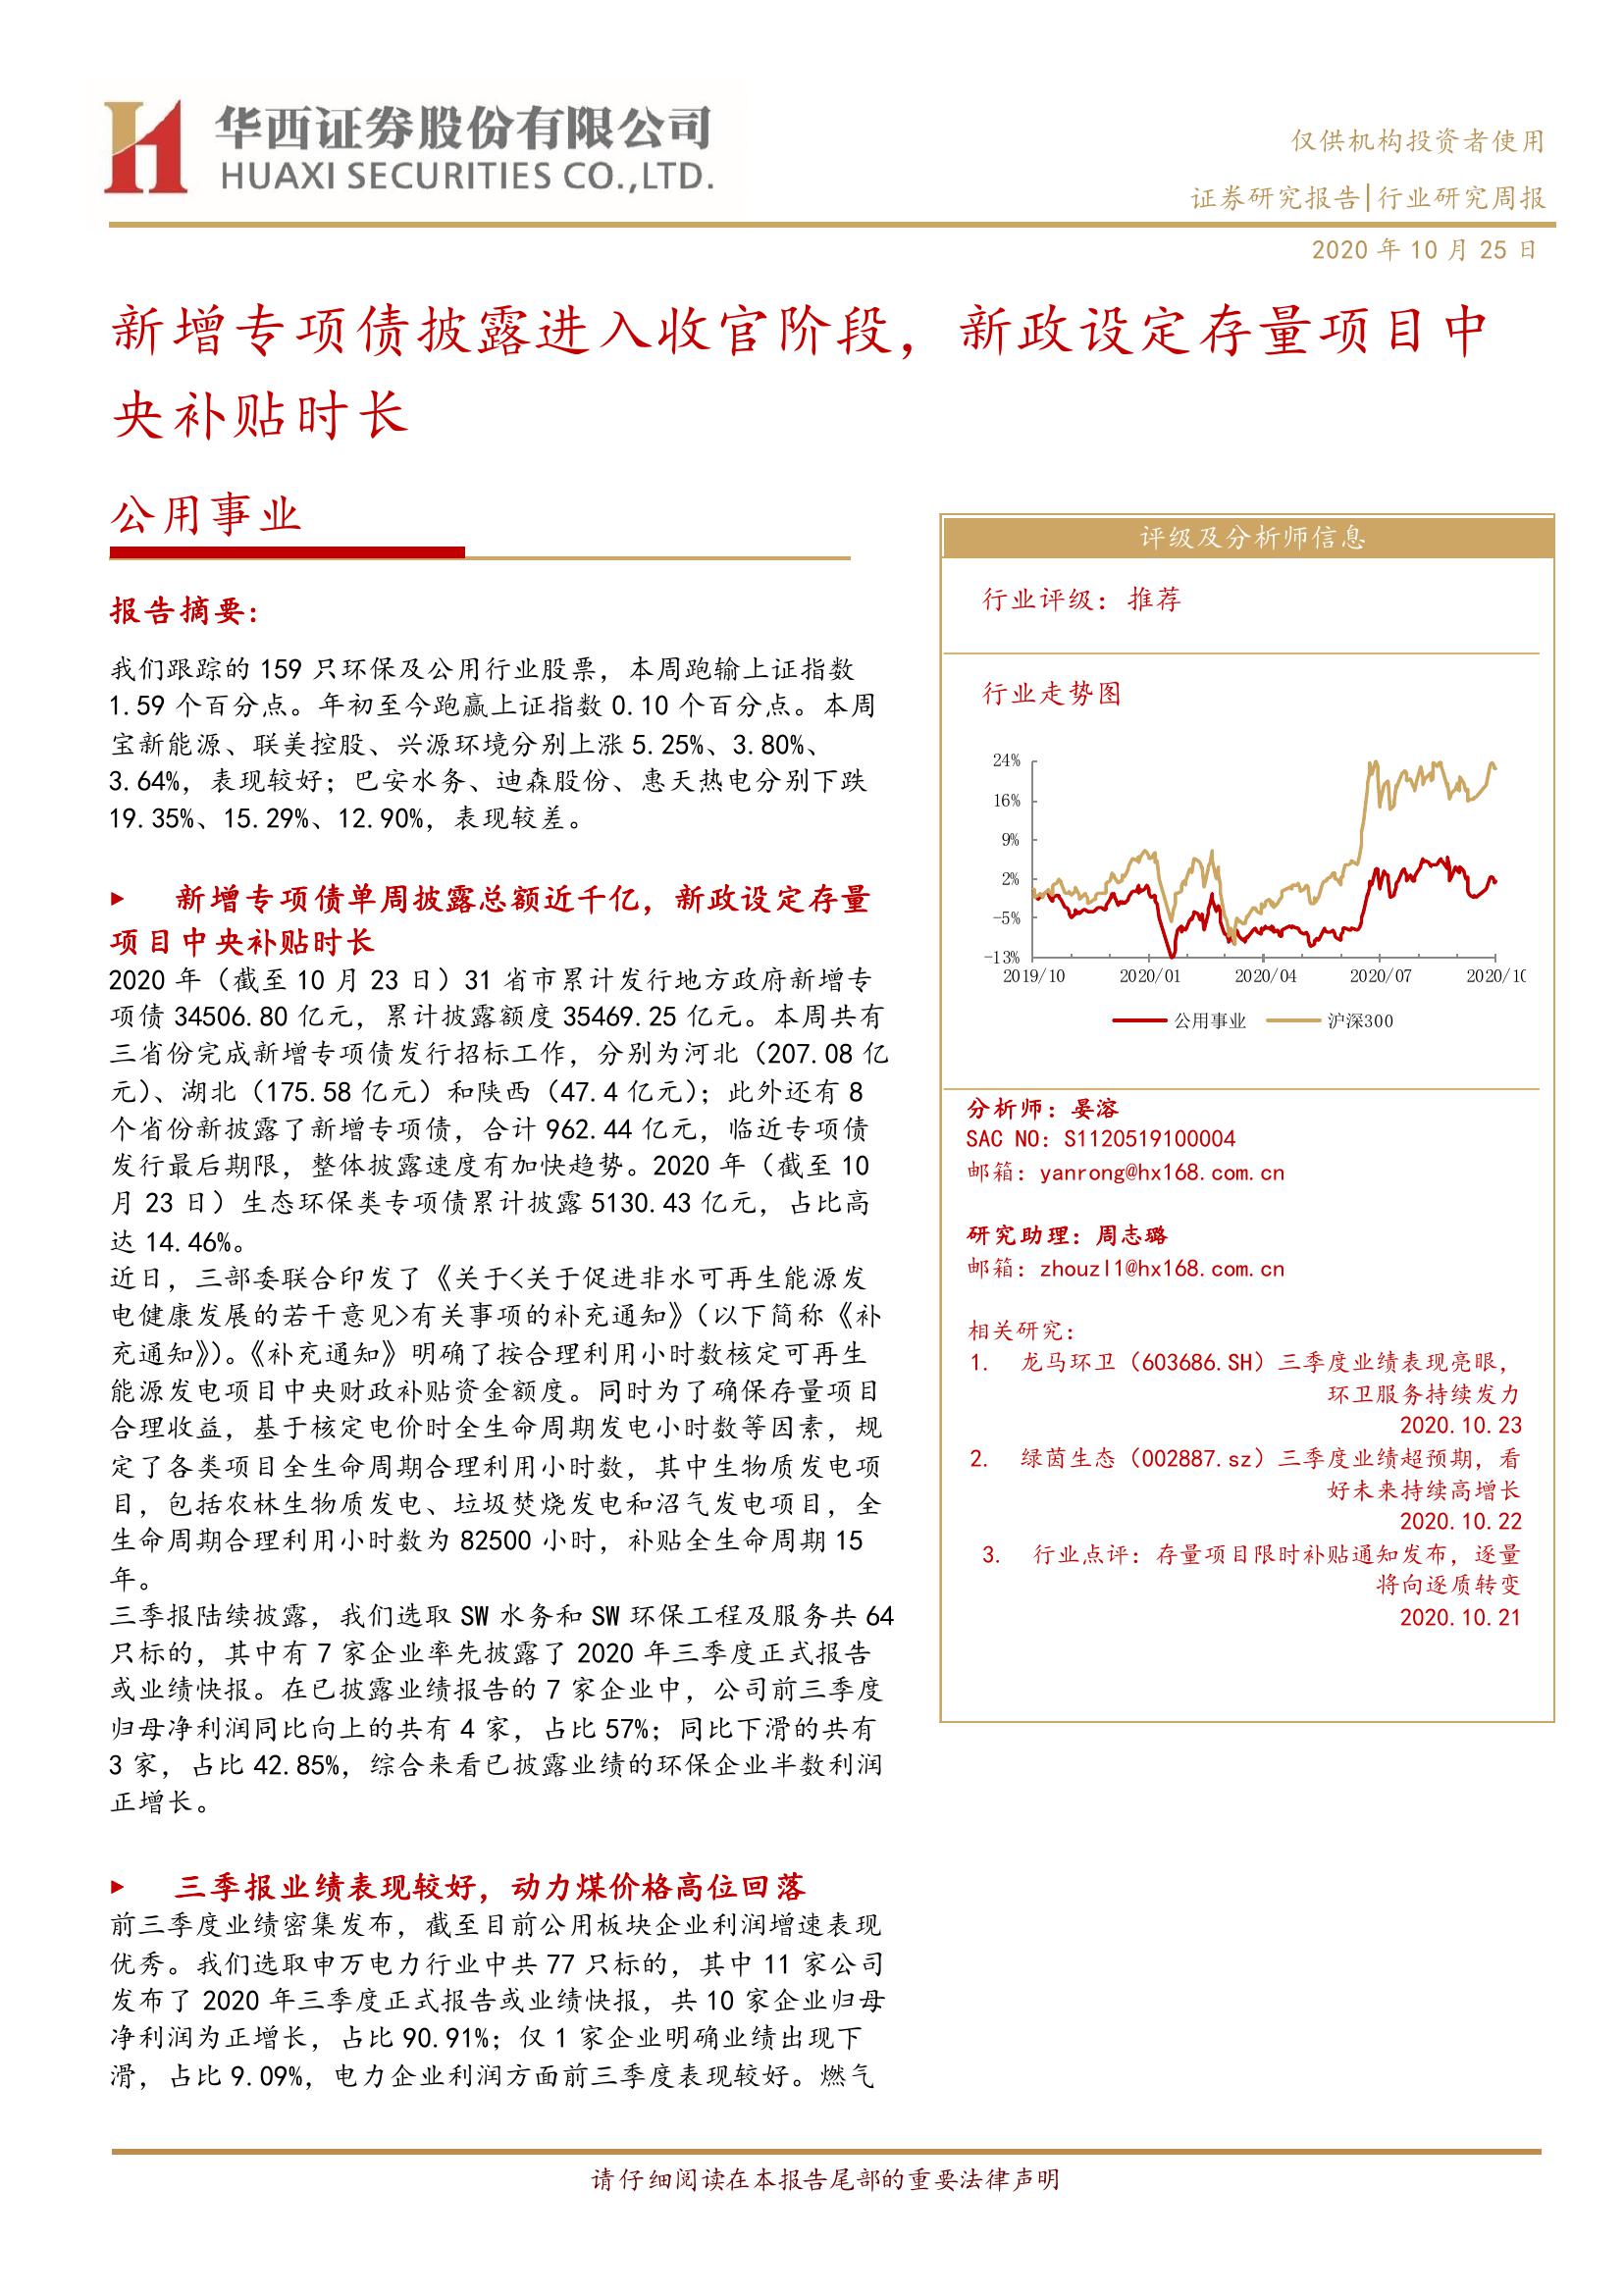 华西证券股份有限公司
HUAXI SECURITIES CO.,LTD.
仅供机构投资者使用
证券研究报告|行业研究周报
2020 年 10 月 25 日
新增专项债披露进入收官阶段，新政设定存量项目中
央补贴时长
公用事业
报告摘要：
我们跟踪的 159 只环保及公用行业股票，本周跑输上证指数
1.59 个百分点。年初至今跑赢上证指数 0.10 个百分点。本周
宝新能源、联美控股、兴源环境分别上涨 5.25%、3.80%、
3.64%，表现较好；巴安水务、迪森股份、惠天热电分别下跌
19.35%、15.29%、12.90%，表现较差。
► 新增专项债单周披露总额近千亿，新政设定存量
项目中央补贴时长
2020 年（截至 10 月 23 日）31 省市累计发行地方政府新增专
项债 34506.80 亿元，累计披露额度 35469.25 亿元。本周共有
三省份完成新增专项债发行招标工作，分别为河北（207.08 亿
元）、湖北（175.58 亿元）和陕西（47.4 亿元）；此外还有 8
个省份新披露了新增专项债，合计 962.44 亿元，临近专项债
发行最后期限，整体披露速度有加快趋势。2020 年（截至 10
月 23 日）生态环保类专项债累计披露 5130.43 亿元，占比高
达 14.46%。
近日，三部委联合印发了《关于<关于促进非水可再生能源发
电健康发展的若干意见>有关事项的补充通知》（以下简称《补
充通知》）。《补充通知》明确了按合理利用小时数核定可再生
能源发电项目中央财政补贴资金额度。同时为了确保存量项目
合理收益，基于核定电价时全生命周期发电小时数等因素，规
定了各类项目全生命周期合理利用小时数，其中生物质发电项
目，包括农林生物质发电、垃圾焚烧发电和沼气发电项目，全
生命周期合理利用小时数为 82500 小时，补贴全生命周期 15
年。
三季报陆续披露，我们选取 SW 水务和 SW 环保工程及服务共 64
只标的，其中有 7 家企业率先披露了 2020 年三季度正式报告
或业绩快报。在已披露业绩报告的 7 家企业中，公司前三季度
归母净利润同比向上的共有 4 家，占比 57%；同比下滑的共有
3 家，占比 42.85%，综合来看已披露业绩的环保企业半数利润
正增长。
► 三季报业绩表现较好，动力煤价格高位回落
前三季度业绩密集发布，截至目前公用板块企业利润增速表现
优秀。我们选取申万电力行业中共 77 只标的，其中 11 家公司
发布了 2020 年三季度正式报告或业绩快报，共 10 家企业归母
净利润为正增长，占比 90.91%；仅 1 家企业明确业绩出现下
滑，占比 9.09%，电力企业利润方面前三季度表现较好。燃气
评级及分析师信息
行业评级：推荐
行业走势图
24%
16%
9%
2%
-5%
-13%
2019/10 2020/01 2020/04 2020/07 2020/10
公用事业 沪深300
分析师：晏溶
SAC NO：S1120519100004
邮箱：yanrong@hx168.com.cn
研究助理：周志璐
邮箱：zhouzl1@hx168.com.cn
相关研究：
1. 龙马环卫（603686.SH）三季度业绩表现亮眼，
环卫服务持续发力
2020.10.23
2. 绿茵生态（002887.sz）三季度业绩超预期，看
好未来持续高增长
2020.10.22
3. 行业点评：存量项目限时补贴通知发布，逐量
将向逐质转变
2020.10.21
请仔细阅读在本报告尾部的重要法律声明